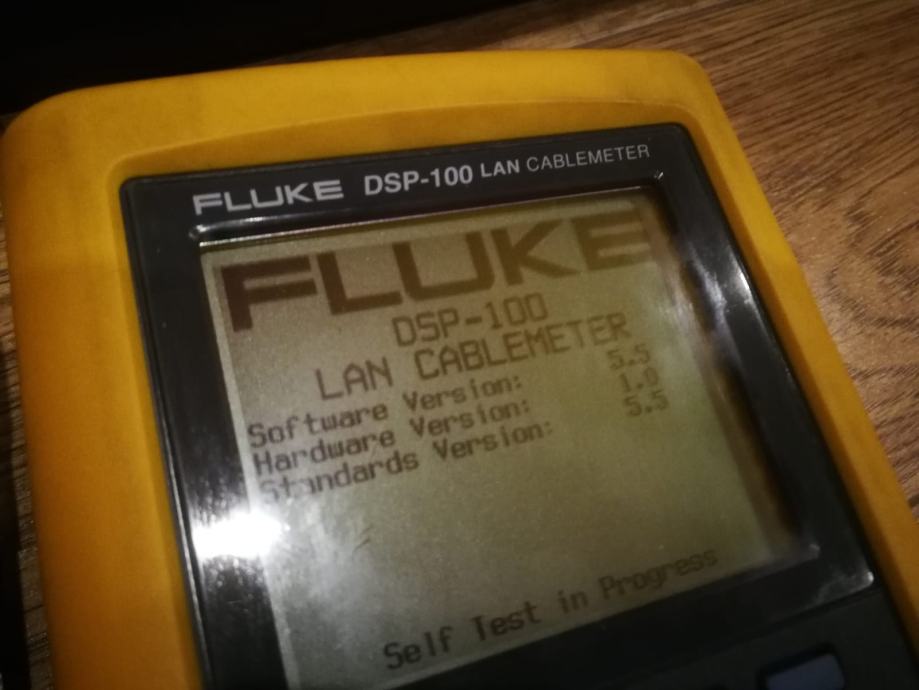 FLUKE DSP-100 LAN CABLEMETER
FLUKE
DSP-100
LAN CABLEMETER
Software Version: 5.5
Hardware Version: 1.0
Standards Version: 5.5
Self Test in Progress